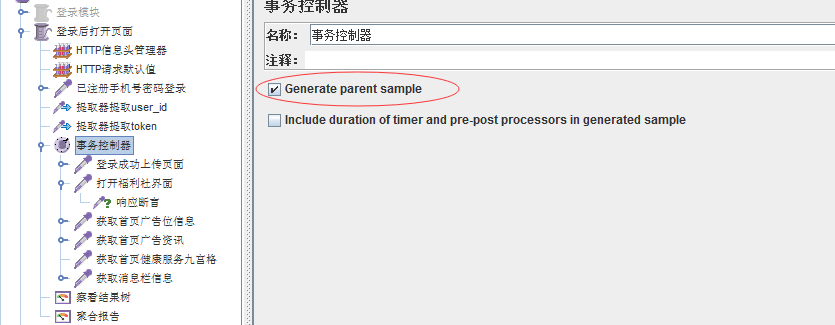 登录模块
登录后打开页面
HTTP信息头管理器
HTTP请求默认值
已注册手机号密码登录
提取器提取user_id
提取器提取token
事务控制器
登录成功上传页面
打开福利社界面
响应断言
获取首页广告位信息
获取首页广告资讯
获取首页健康服务九宫格
获取消息栏信息
察看结果树
聚合报告
事务控制器
名称： 事务控制器
注释：
Generate parent sample
Include duration of timer and pre-post processors in generated sample